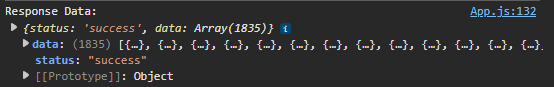 Response Data: App.js:132
▶ {status: 'success', data: Array(1835)} i
▶ data: (1835) [{…}, {…}, {…}, {…}, {…}, {…}, {…}, {…}, {…}, {…}, {…}, {…}, {…},
status: "success"
▶ [[Prototype]]: Object